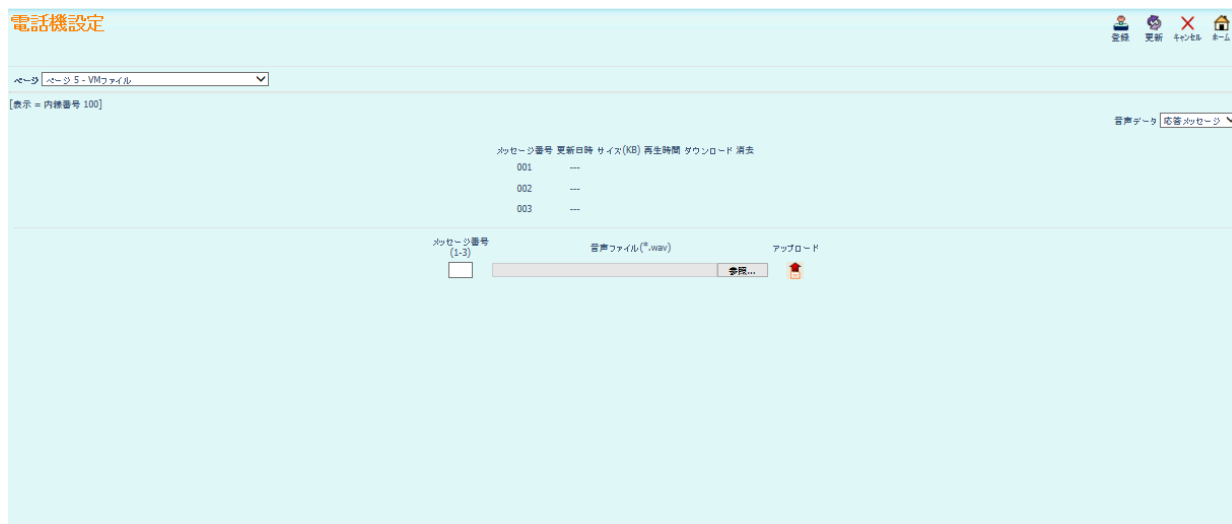 電話機設定
登録 更新 キャンセル ホーム
ページ ページ 5 - VMファイル
[表示 = 内線番号 100]
音声データ 応答メッセージ
メッセージ番号 更新日時 サイズ(KB) 再生時間 ダウンロード 消去
001 ---
002 ---
003 ---
メッセージ番号
(1-3)
音声ファイル(*.wav)
アップロード
参照...